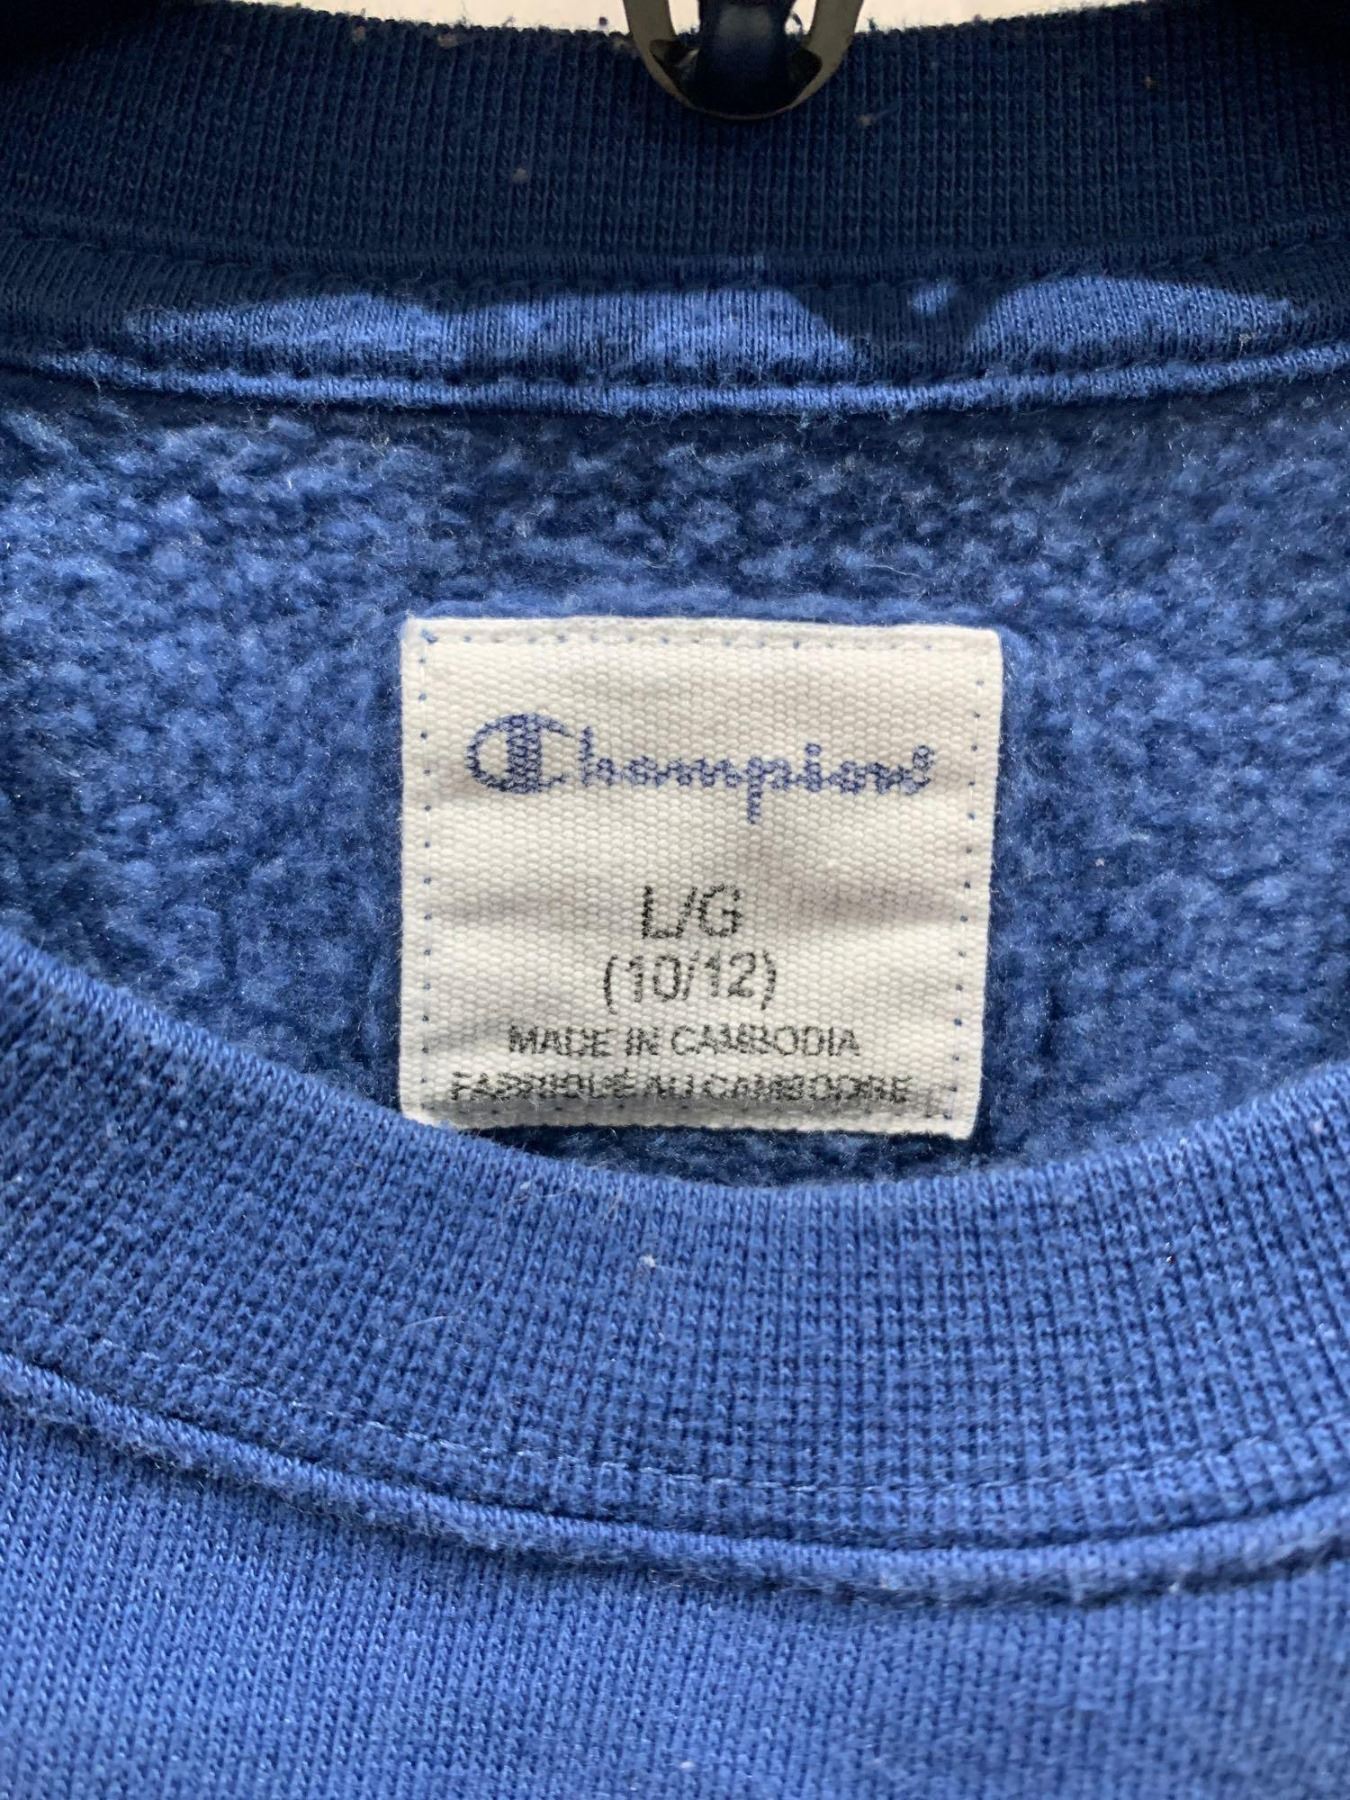 Champion
L/G
(10/12)
MADE IN CAMBODIA
FABRIQUÉ AU CAMBODGE